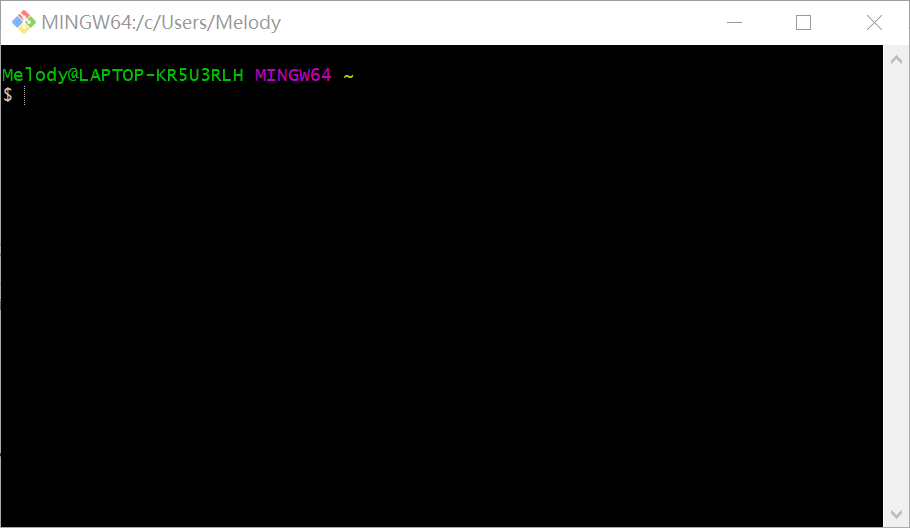 MINGW64:/c/Users/Melody
Melody@LAPTOP-KR5U3RLH MINGW64 ~
$